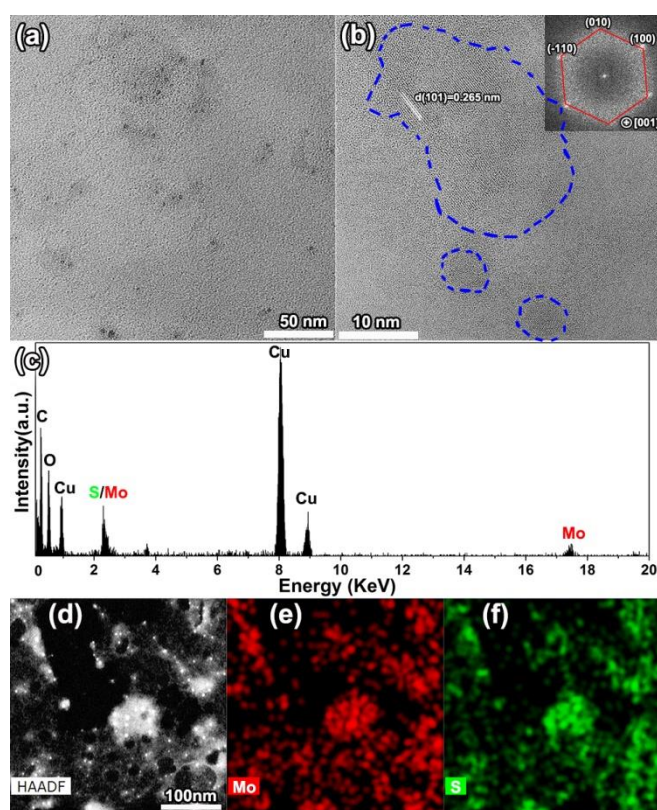 (a)
50 nm
(b)
d(101)=0.265 nm
(010)
(-110)
(100)
[001]
10 nm
(c)
Intensity(a.u.)
C
O
Cu
S/Mo
Cu
Cu
Mo
0 2 4 6 8 10 12 14 16 18 20
Energy (KeV)
(d)
HAADF
100nm
(e)
Mo
(f)
S